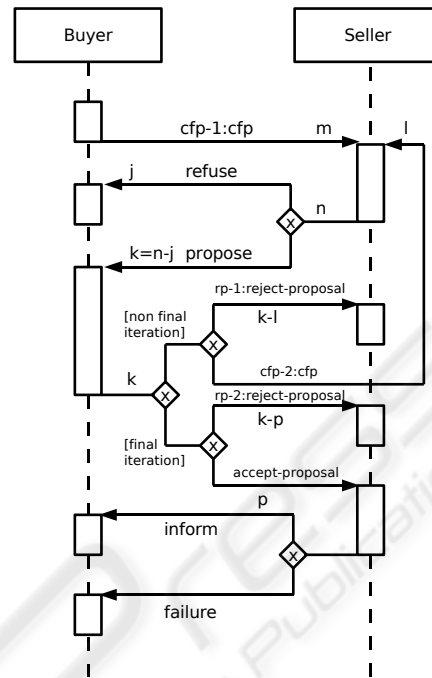 Buyer
Seller
cfp-1:cfp
m
l
j
refuse
x
n
k=n-j propose
rp-1:reject-proposal
[non final
iteration]
k-l
x
cfp-2:cfp
k
x
rp-2:reject-proposal
k-p
[final
iteration]
x
accept-proposal
p
inform
x
failure